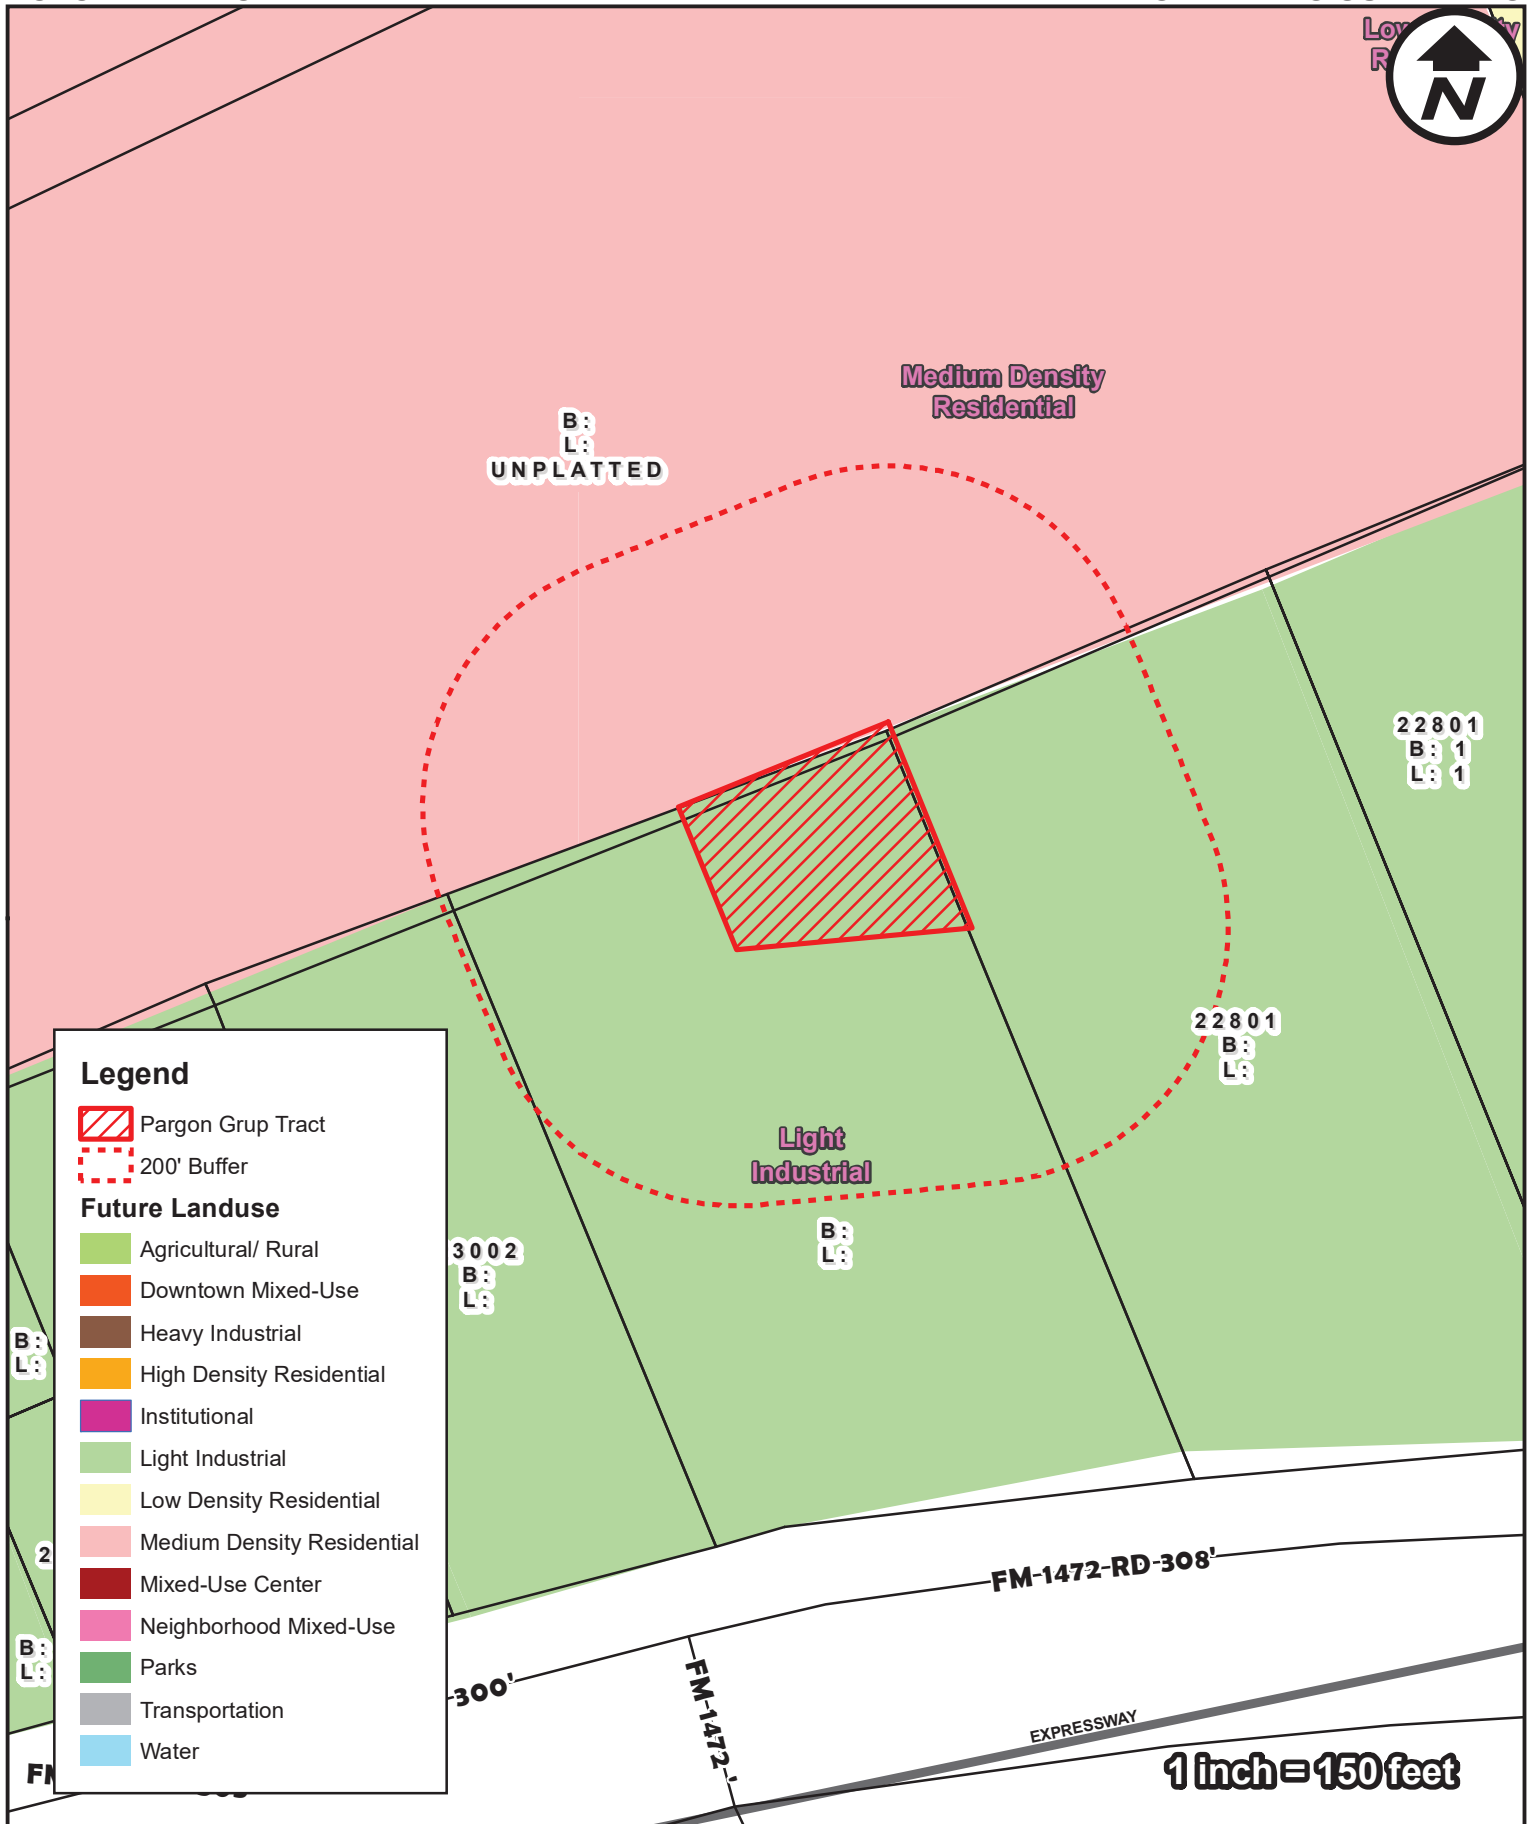 N
Medium Density
Residential
B:
L:
UNPLATTED
22801
B: 1
L: 1
22801
B:
L:
Light
Industrial
B:
L:
3002
B:
L:
B:
L:
2
B:
L:
Legend
Pargon Grup Tract
200' Buffer
Future Landuse
Agricultural/ Rural
Downtown Mixed-Use
Heavy Industrial
High Density Residential
Institutional
Light Industrial
Low Density Residential
Medium Density Residential
Mixed-Use Center
Neighborhood Mixed-Use
Parks
Transportation
Water
FM-1472-RD-308'
300'
FM-1472-'
EXPRESSWAY
1 inch = 150 feet